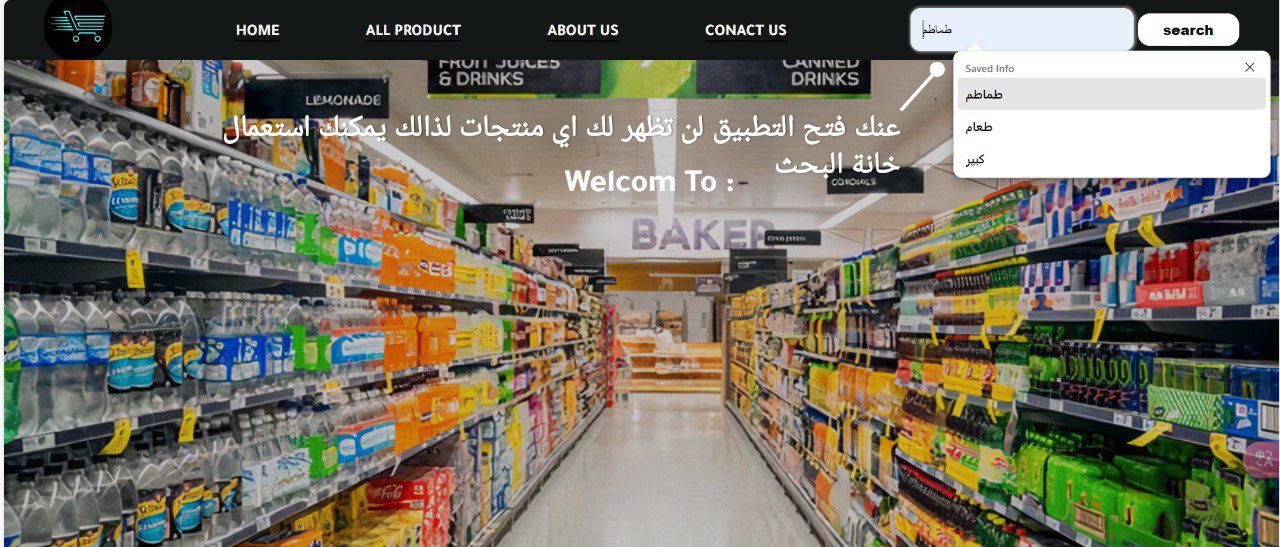 HOME
ALL PRODUCT
ABOUT US
CONACT US
طماطم
search
Saved Info
طماطم
طعام
كبير
FRUIT JUICES
& DRINKS
CANNED
DRINKS
LEMONADE
عنك فتح التطبيق لن تظهر لك اي منتجات لذالك يمكنك استعمال
خانة البحث
Welcom To :
BAKER